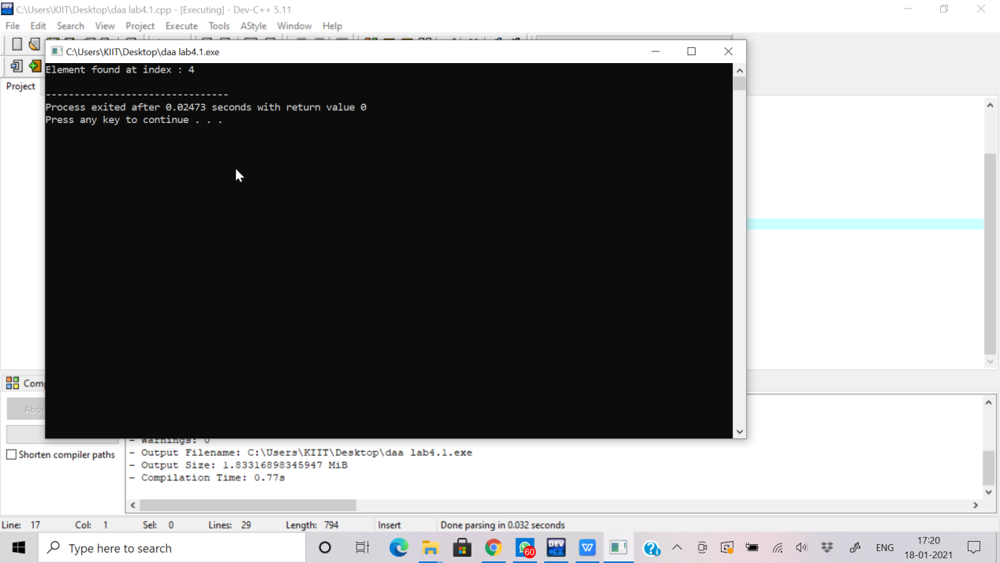 C:\Users\KIIT\Desktop\daa lab4.1.cpp - [Executing] - Dev-C++ 5.11
File Edit Search View Project Execute Tools AStyle Window Help
C:\Users\KIIT\Desktop\daa lab4.1.exe
Project
Element found at index : 4
--------------------------------
Process exited after 0.02473 seconds with return value 0
Press any key to continue . . .
- Warnings: 0
Shorten compiler paths
- Output Filename: C:\Users\KIIT\Desktop\daa lab4.1.exe
- Output Size: 1.83316898345947 MiB
- Compilation Time: 0.77s
Line: 17 Col: 1 Sel: 0 Lines: 29 Length: 794 Insert Done parsing in 0.032 seconds
Type here to search
60
DEV
W
ENG
17:20
18-01-2021